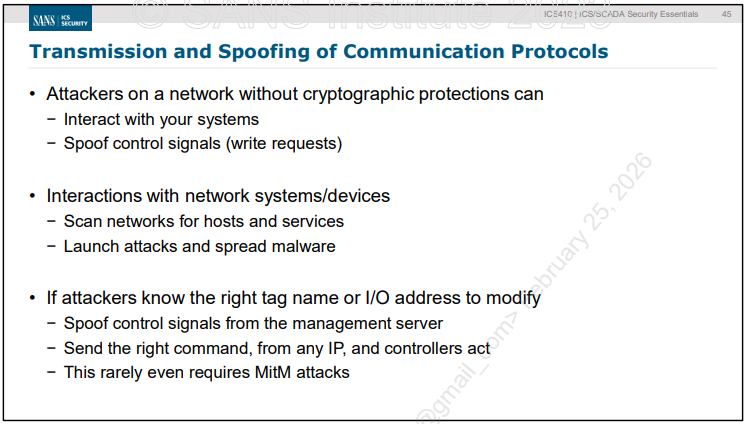 © SANS Institute 2026
SANS | ICS SECURITY
ICS410 | ICS/SCADA Security Essentials 45
Transmission and Spoofing of Communication Protocols
• Attackers on a network without cryptographic protections can
− Interact with your systems
− Spoof control signals (write requests)
• Interactions with network systems/devices
− Scan networks for hosts and services
− Launch attacks and spread malware
• If attackers know the right tag name or I/O address to modify
− Spoof control signals from the management server
− Send the right command, from any IP, and controllers act
− This rarely even requires MitM attacks
@gmail_com> February 25, 2026